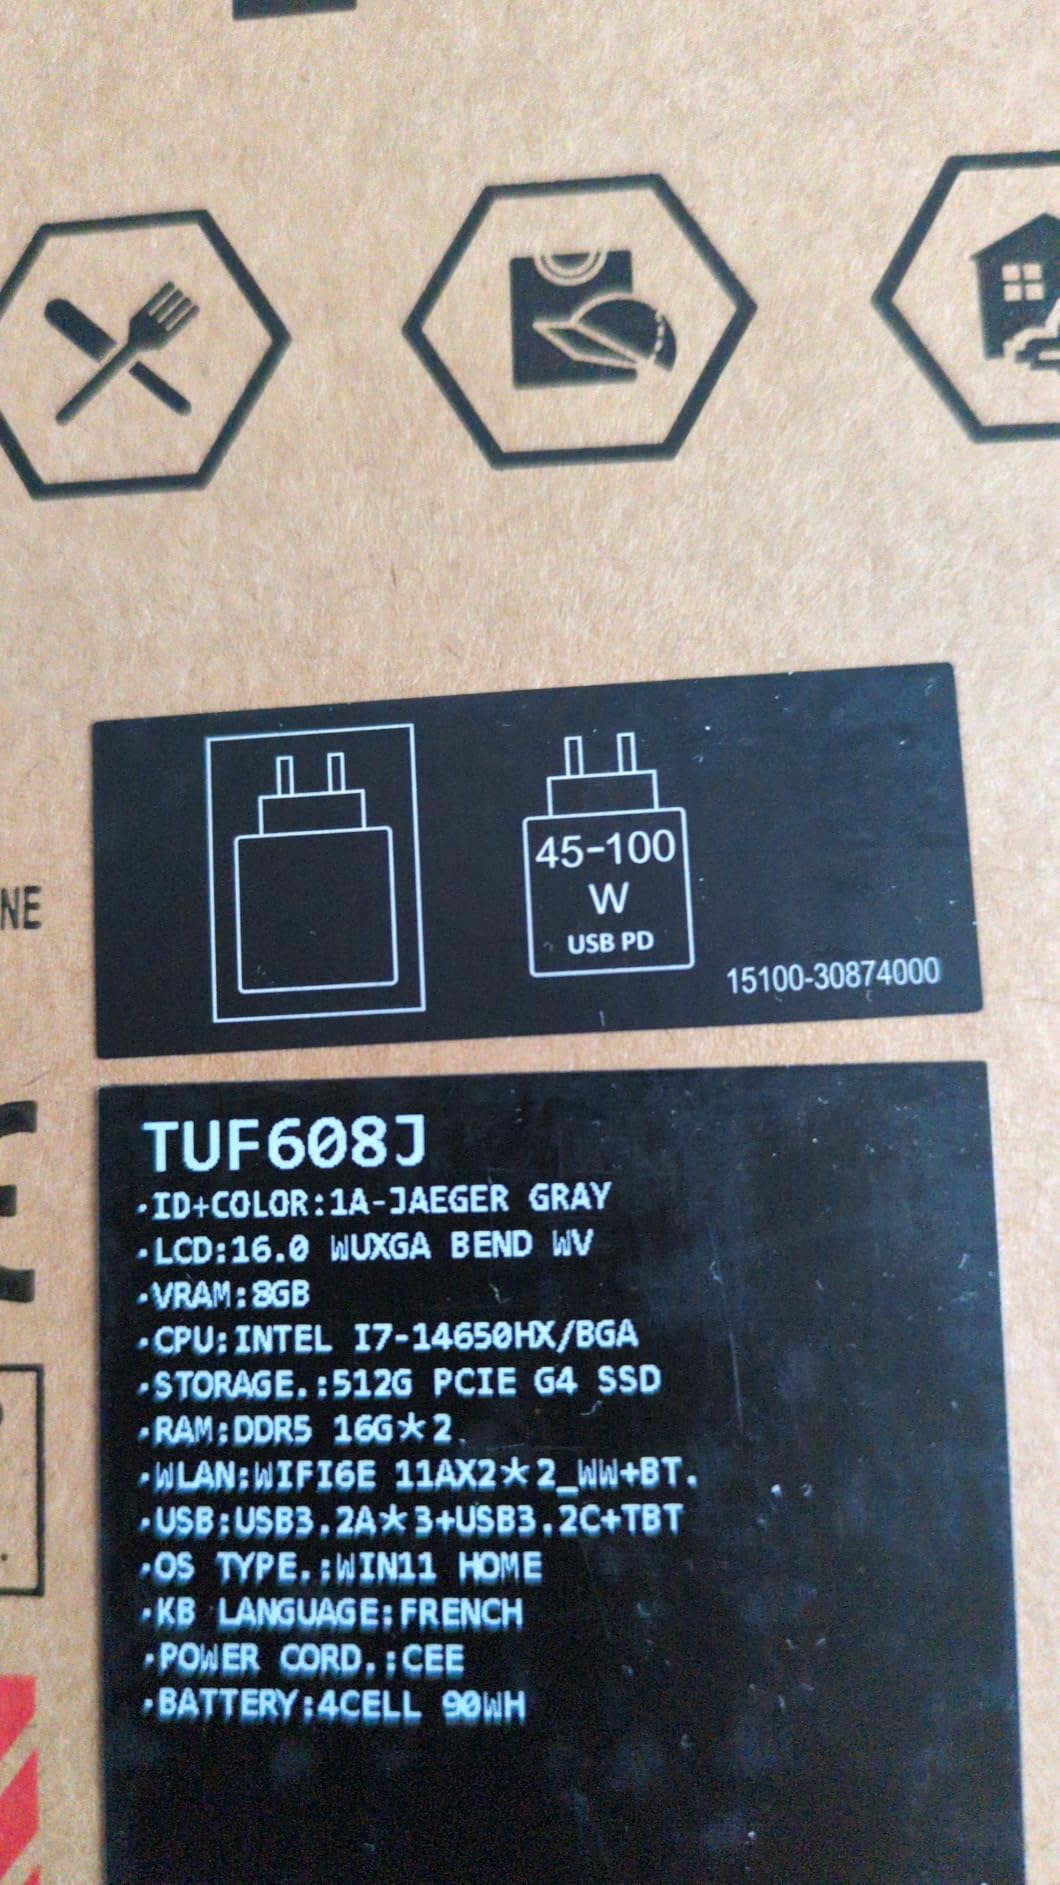 45-100
W
USB PD
15100-30874000
NE
TUF608J
·ID+COLOR:1A-JAEGER GRAY
·LCD:16.0 WUXGA BEND WV
·VRAM:8GB
·CPU:INTEL I7-14650HX/BGA
·STORAGE.:512G PCIE G4 SSD
·RAM:DDR5 16G*2
·WLAN:WIFI6E 11AX2*2_WW+BT.
·USB:USB3.2A*3+USB3.2C+TBT
·OS TYPE.:WIN11 HOME
·KB LANGUAGE:FRENCH
·POWER CORD.:CEE
·BATTERY:4CELL 90WH